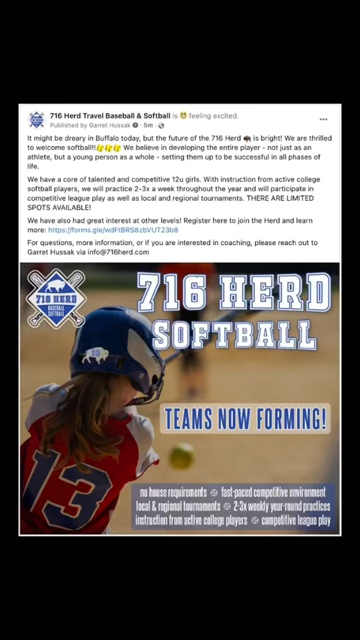 716 Herd Travel Baseball & Softball is 🤩 feeling excited.
Published by Garret Hussak · 5m ·
It might be dreary in Buffalo today, but the future of the 716 Herd 🦬 is bright! We are thrilled
to welcome softball!!🥎🥎🥎 We believe in developing the entire player - not just as an
athlete, but a young person as a whole - setting them up to be successful in all phases of
life.
We have a core of talented and competitive 12u girls. With instruction from active college
softball players, we will practice 2-3x a week throughout the year and will participate in
competitive league play as well as local and regional tournaments. THERE ARE LIMITED
SPOTS AVAILABLE!
We have also had great interest at other levels! Register here to join the Herd and learn
more: https://forms.gle/wdFtBRS8zbVUT23b8
For questions, more information, or if you are interested in coaching, please reach out to
Garret Hussak via info@716herd.com
716 HERD
BASEBALL
SOFTBALL
716 HERD
SOFTBALL
13
TEAMS NOW FORMING!
13
no house requirements fast-paced competitive environment
local & regional tournaments 2-3x weekly year-round practices
instruction from active college players competitive league play